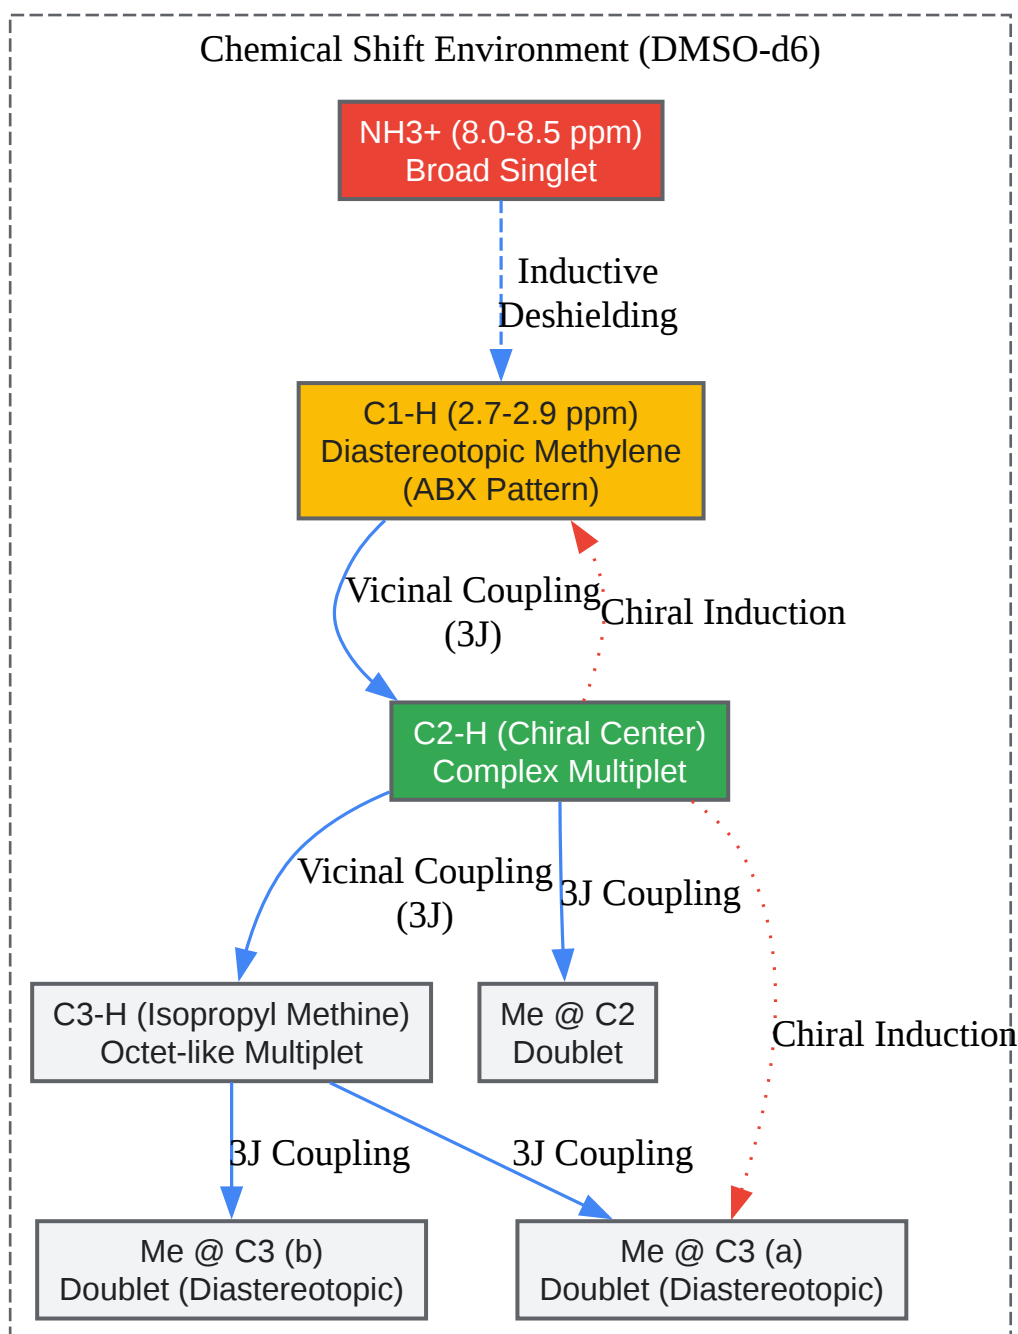 Chemical Shift Environment (DMSO-d6)
NH3+ (8.0-8.5 ppm)
Broad Singlet
Inductive
Deshielding
C1-H (2.7-2.9 ppm)
Diastereotopic Methylene
(ABX Pattern)
Vicinal Coupling
(3J)
Chiral Induction
C2-H (Chiral Center)
Complex Multiplet
Vicinal Coupling
(3J)
3J Coupling
Chiral Induction
C3-H (Isopropyl Methine)
Octet-like Multiplet
Me @ C2
Doublet
3J Coupling
3J Coupling
Me @ C3 (b)
Doublet (Diastereotopic)
Me @ C3 (a)
Doublet (Diastereotopic)